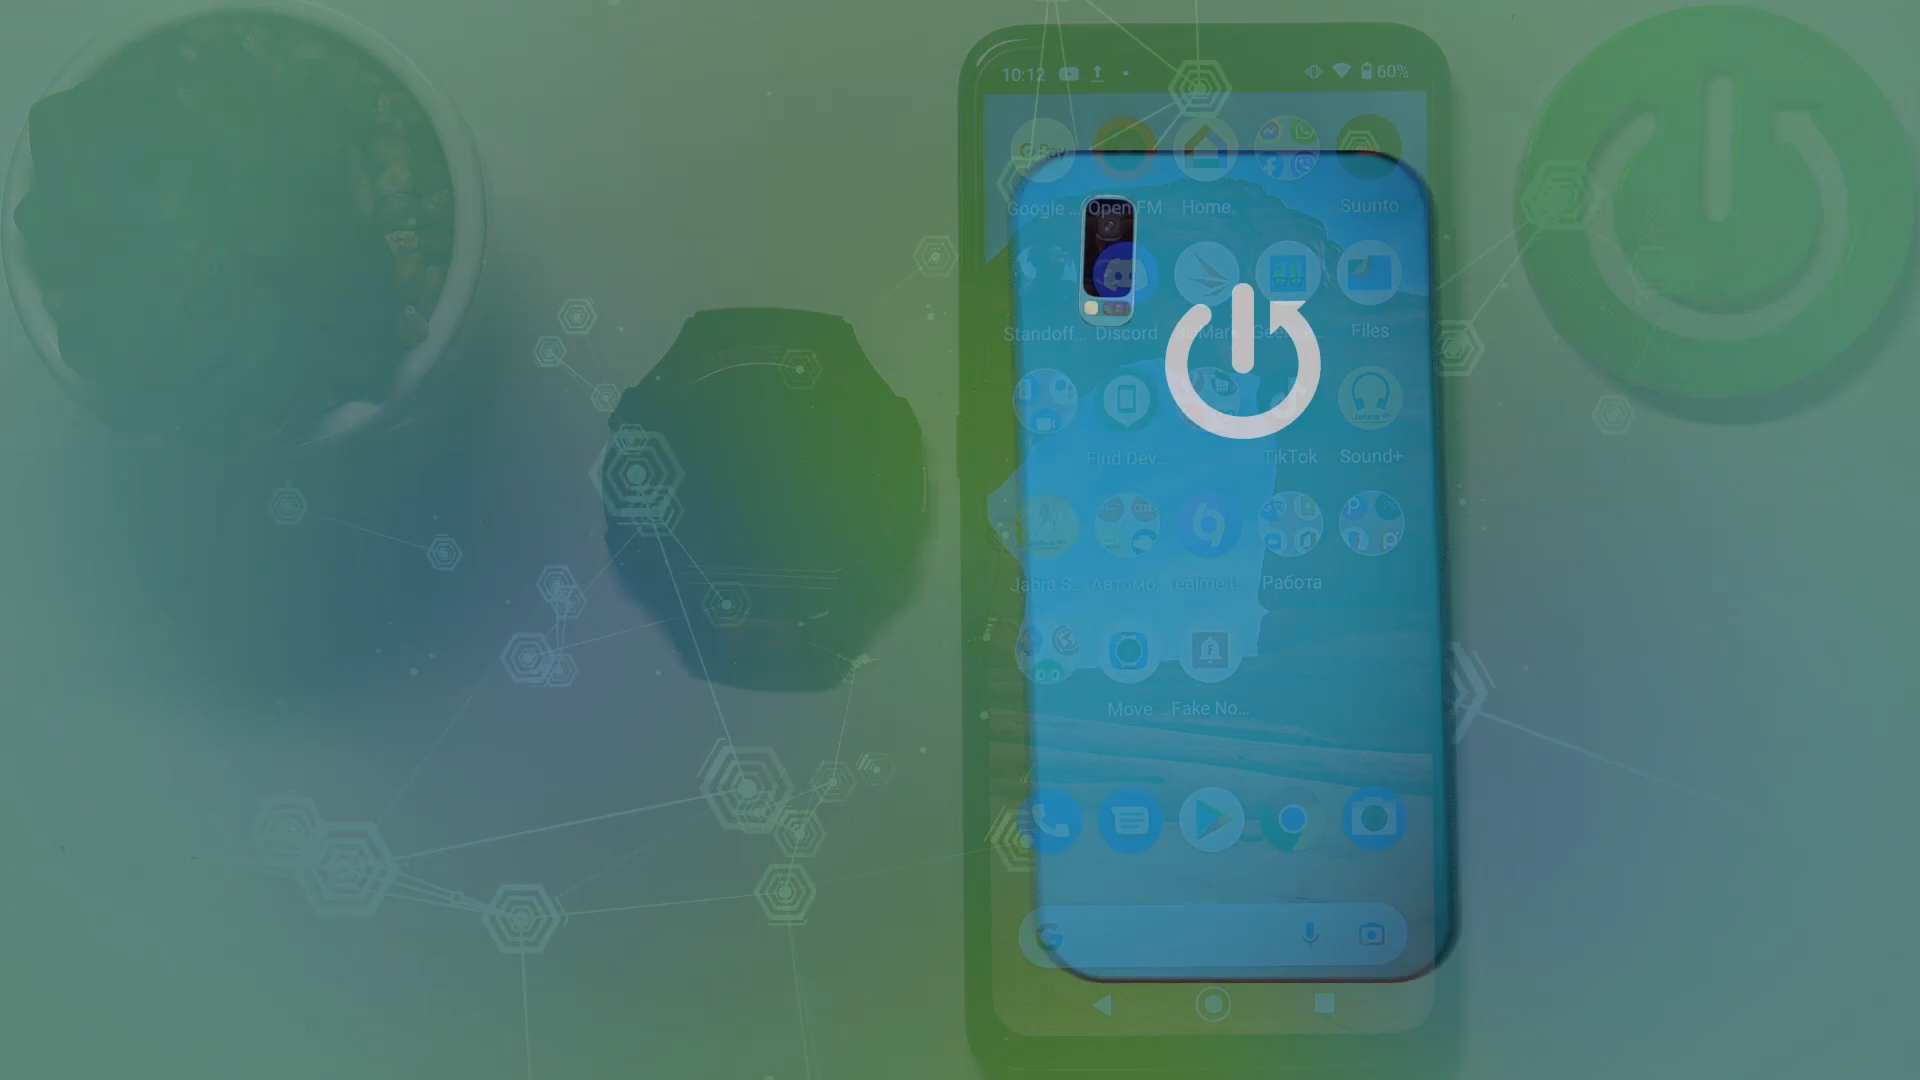 10:12 60%
G Pay
Google ... Open FM Home Suunto
Standoff... Discord Files
Find Dev... TikTok Sound+
Jabra S... Автомо... realme L... Работа
Move Fake No...